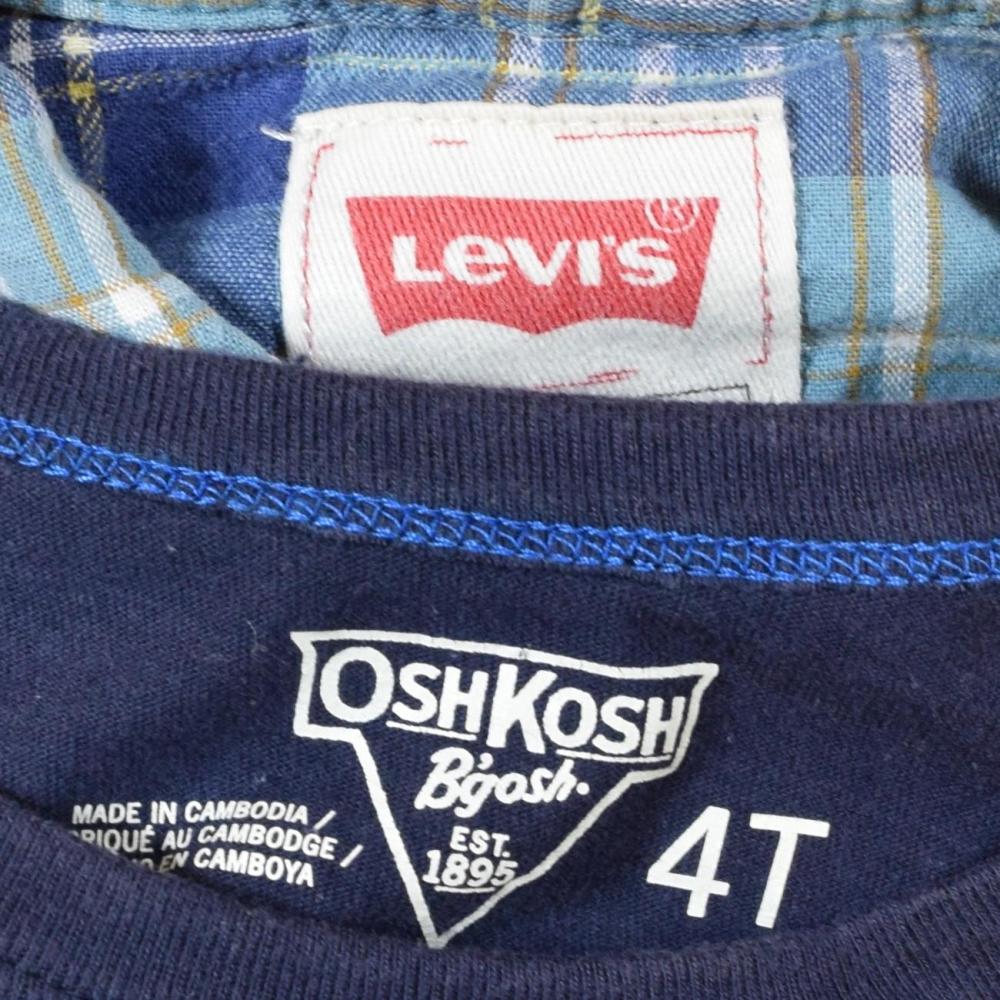 LEVI'S®
OSHKOSH
B'gosh.
EST.
1895
MADE IN CAMBODIA /
AU CAMBODGE /
EN CAMBOYA
4T